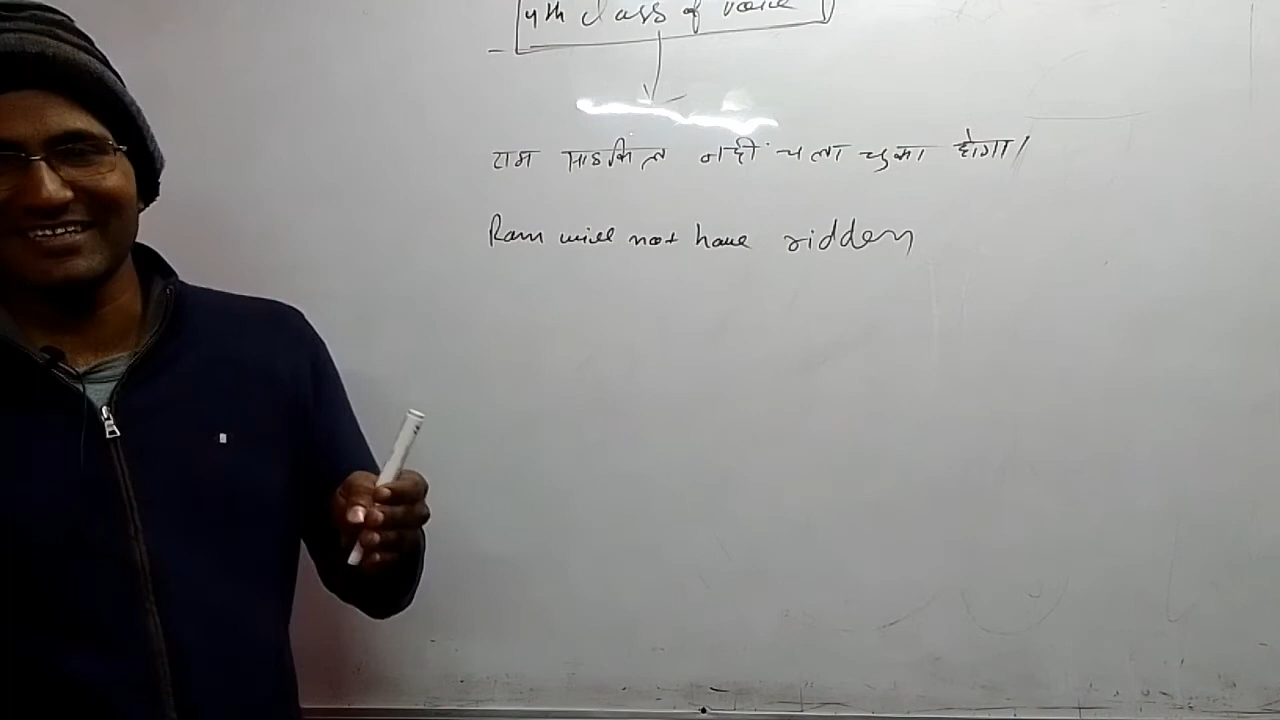 4th class of voice
राम साइकिल नहीं चला चुका होगा।
Ram will not have ridden